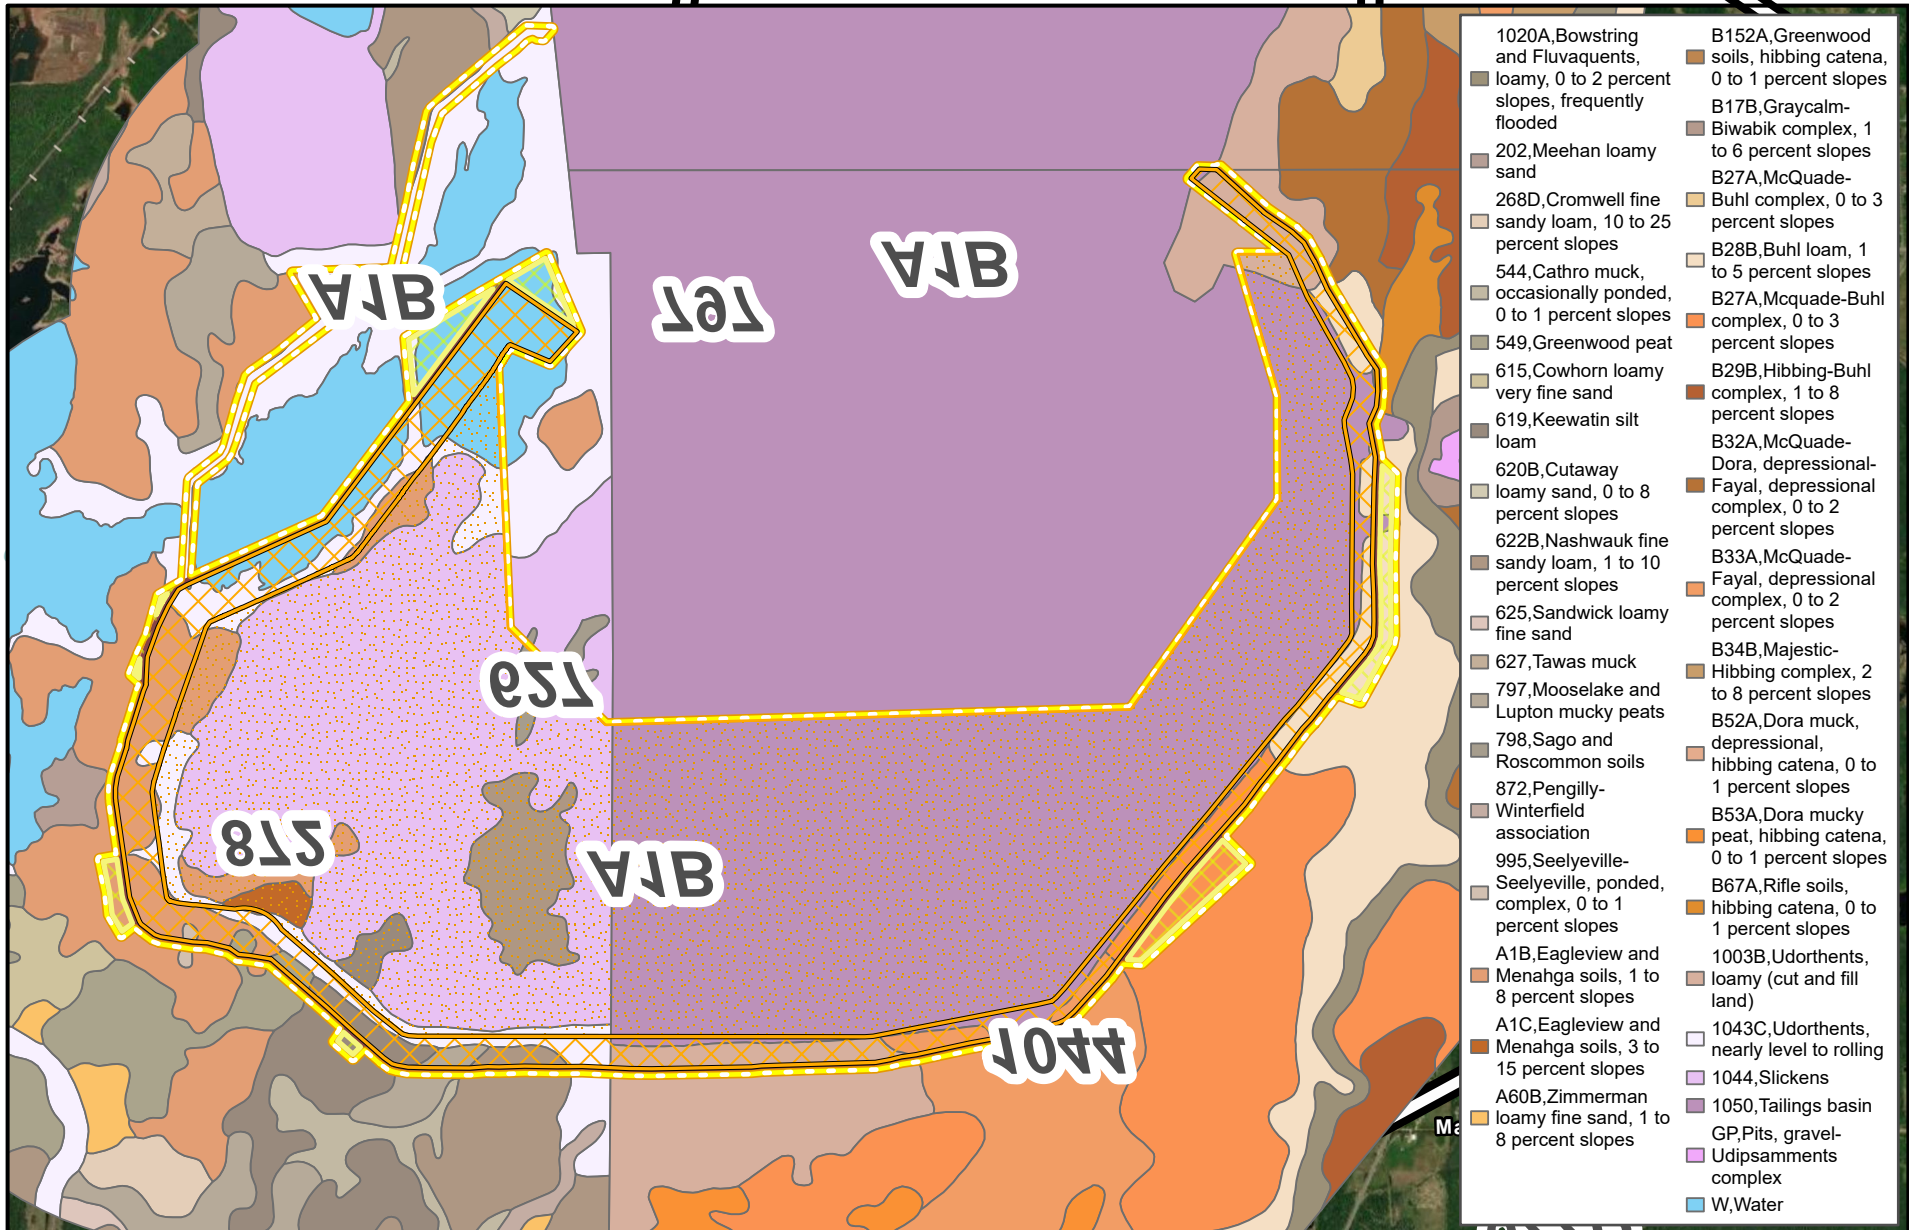 A1B
A1B
797
627
872
A1B
1044
Ma
1020A,Bowstring
and Fluvaquents,
loamy, 0 to 2 percent
slopes, frequently
flooded
202,Meehan loamy
sand
268D,Cromwell fine
sandy loam, 10 to 25
percent slopes
544,Cathro muck,
occasionally ponded,
0 to 1 percent slopes
549,Greenwood peat
615,Cowhorn loamy
very fine sand
619,Keewatin silt
loam
620B,Cutaway
loamy sand, 0 to 8
percent slopes
622B,Nashwauk fine
sandy loam, 1 to 10
percent slopes
625,Sandwick loamy
fine sand
627,Tawas muck
797,Mooselake and
Lupton mucky peats
798,Sago and
Roscommon soils
872,Pengilly-
Winterfield
association
995,Seelyeville-
Seelyeville, ponded,
complex, 0 to 1
percent slopes
A1B,Eagleview and
Menahga soils, 1 to
8 percent slopes
A1C,Eagleview and
Menahga soils, 3 to
15 percent slopes
A60B,Zimmerman
loamy fine sand, 1 to
8 percent slopes
B152A,Greenwood
soils, hibbing catena,
0 to 1 percent slopes
B17B,Graycalm-
Biwabik complex, 1
to 6 percent slopes
B27A,McQuade-
Buhl complex, 0 to 3
percent slopes
B28B,Buhl loam, 1
to 5 percent slopes
B27A,Mcquade-Buhl
complex, 0 to 3
percent slopes
B29B,Hibbing-Buhl
complex, 1 to 8
percent slopes
B32A,McQuade-
Dora, depressional-
Fayal, depressional
complex, 0 to 2
percent slopes
B33A,McQuade-
Fayal, depressional
complex, 0 to 2
percent slopes
B34B,Majestic-
Hibbing complex, 2
to 8 percent slopes
B52A,Dora muck,
depressional,
hibbing catena, 0 to
1 percent slopes
B53A,Dora mucky
peat, hibbing catena,
0 to 1 percent slopes
B67A,Rifle soils,
hibbing catena, 0 to
1 percent slopes
1003B,Udorthents,
loamy (cut and fill
land)
1043C,Udorthents,
nearly level to rolling
1044,Slickens
1050,Tailings basin
GP,Pits, gravel-
Udipsamments
complex
W,Water